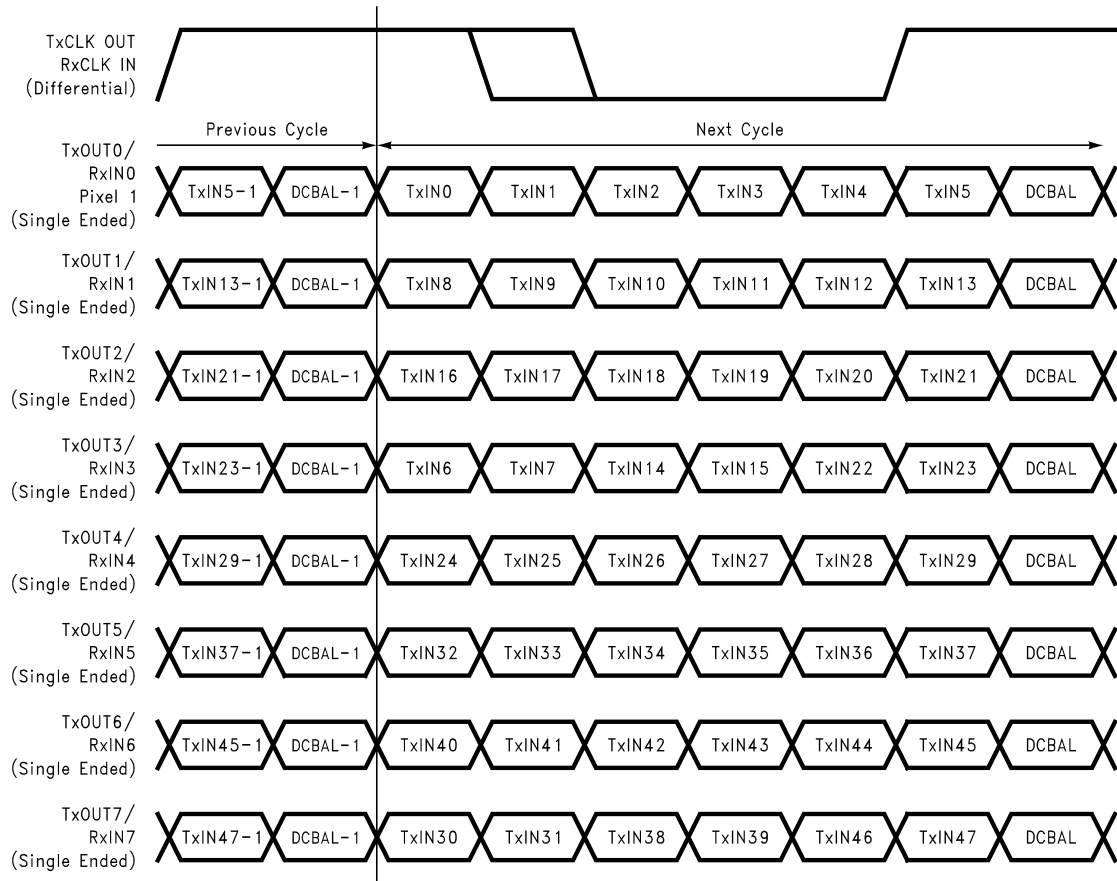 TxCLK OUT
RxCLK IN
(Differential)
Previous Cycle
Next Cycle
TxOUT0/
RxIN0
Pixel 1
(Single Ended)
TxIN5-1 DCBAL-1 TxIN0 TxIN1 TxIN2 TxIN3 TxIN4 TxIN5 DCBAL
TxOUT1/
RxIN1
(Single Ended)
TxIN13-1 DCBAL-1 TxIN8 TxIN9 TxIN10 TxIN11 TxIN12 TxIN13 DCBAL
TxOUT2/
RxIN2
(Single Ended)
TxIN21-1 DCBAL-1 TxIN16 TxIN17 TxIN18 TxIN19 TxIN20 TxIN21 DCBAL
TxOUT3/
RxIN3
(Single Ended)
TxIN23-1 DCBAL-1 TxIN6 TxIN7 TxIN14 TxIN15 TxIN22 TxIN23 DCBAL
TxOUT4/
RxIN4
(Single Ended)
TxIN29-1 DCBAL-1 TxIN24 TxIN25 TxIN26 TxIN27 TxIN28 TxIN29 DCBAL
TxOUT5/
RxIN5
(Single Ended)
TxIN37-1 DCBAL-1 TxIN32 TxIN33 TxIN34 TxIN35 TxIN36 TxIN37 DCBAL
TxOUT6/
RxIN6
(Single Ended)
TxIN45-1 DCBAL-1 TxIN40 TxIN41 TxIN42 TxIN43 TxIN44 TxIN45 DCBAL
TxOUT7/
RxIN7
(Single Ended)
TxIN47-1 DCBAL-1 TxIN30 TxIN31 TxIN38 TxIN39 TxIN46 TxIN47 DCBAL